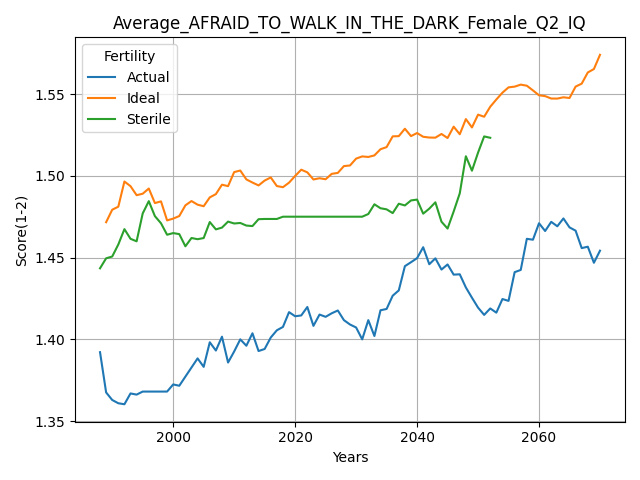 Average_AFRAID_TO_WALK_IN_THE_DARK_Female_Q2_IQ
Fertility
Actual
Ideal
Sterile
Score(1-2)
1.55
1.50
1.45
1.40
1.35
2000 2020 2040 2060
Years